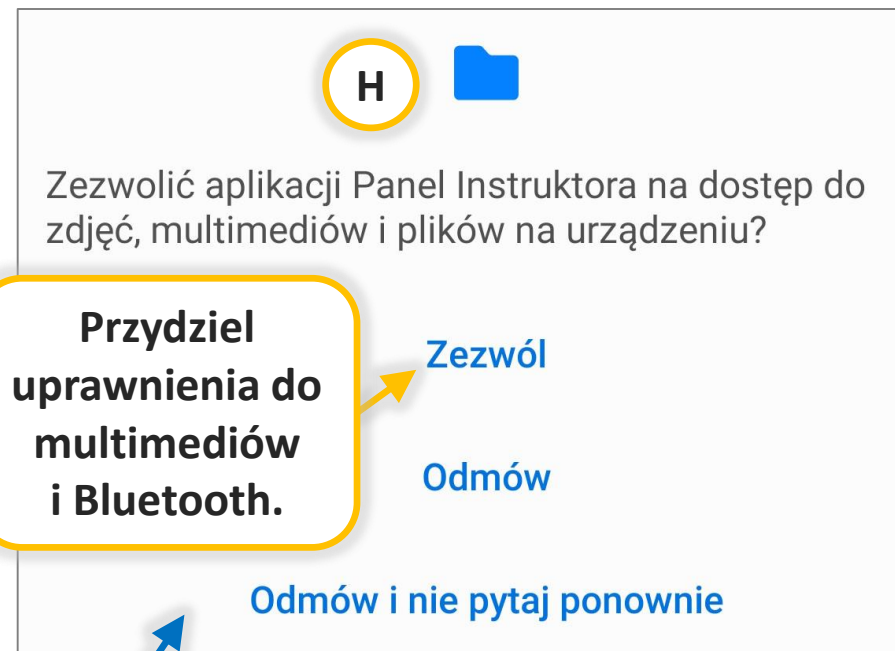 H
Zezwolić aplikacji Panel Instruktora na dostęp do
zdjęć, multimediów i plików na urządzeniu?
Przydziel
uprawnienia do
multimediów
i Bluetooth.
Zezwól
Odmów
Odmów i nie pytaj ponownie